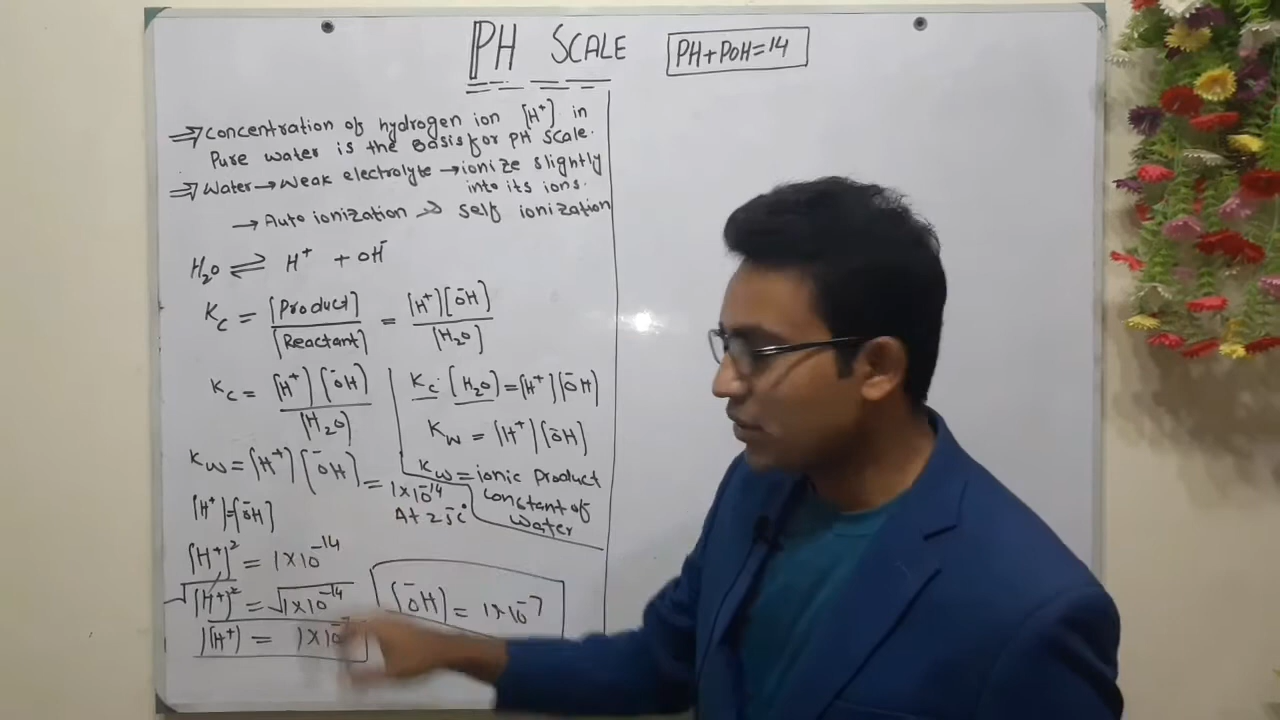 PH SCALE
PH+POH=14
⇒ Concentration of hydrogen ion [H⁺] in
Pure water is the Basis for PH scale.
⇒ Water → Weak electrolyte → ionize slightly
into its ions.
→ Auto ionization → Self ionization
H₂O ⇌ H⁺ + OH⁻
Kc = [Product]/[Reactant] = [H⁺][OH⁻]/[H₂O]
Kc = [H⁺][OH⁻]/[H₂O]
Kw = [H⁺][OH⁻] = 1×10⁻¹⁴
At 25c°
[H⁺]=[OH⁻]
[H⁺]² = 1×10⁻¹⁴
√[H⁺]² = √1×10⁻¹⁴
[H⁺] = 1×10⁻
Kc. [H₂O] = [H⁺][OH⁻]
Kw = [H⁺][OH⁻]
Kw = ionic product
constant of
water
[OH⁻] = 1×10⁻7